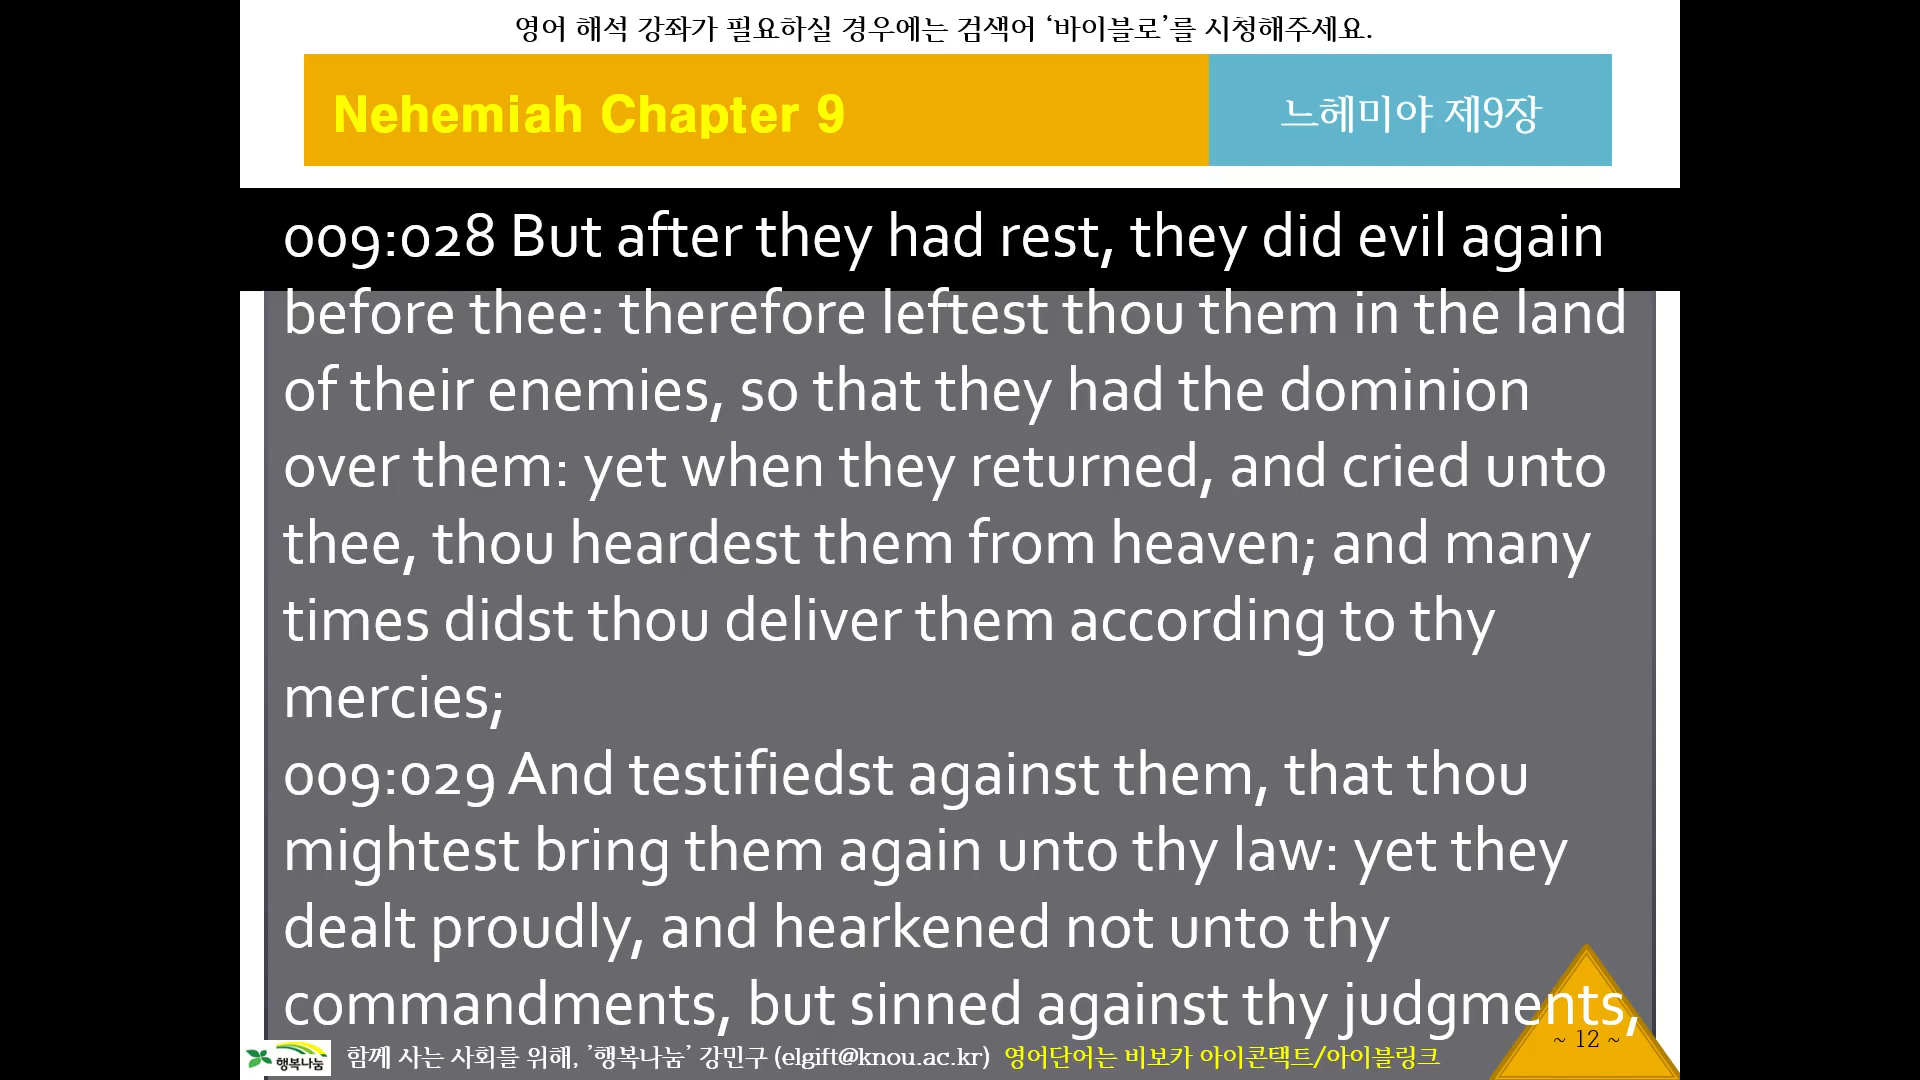 영어 해석 강좌가 필요하실 경우에는 검색어 ‘바이블로’를 시청해주세요.
Nehemiah Chapter 9
느헤미야 제9장
009:028 But after they had rest, they did evil again
before thee: therefore leftest thou them in the land
of their enemies, so that they had the dominion
over them: yet when they returned, and cried unto
thee, thou heardest them from heaven; and many
times didst thou deliver them according to thy
mercies;
009:029 And testifiedst against them, that thou
mightest bring them again unto thy law: yet they
dealt proudly, and hearkened not unto thy
commandments, but sinned against thy judgments,
~ 12 ~
행복나눔
함께 사는 사회를 위해, ’행복나눔’ 강민구 (elgift@knou.ac.kr) 영어단어는 비보카 아이콘택트/아이블링크